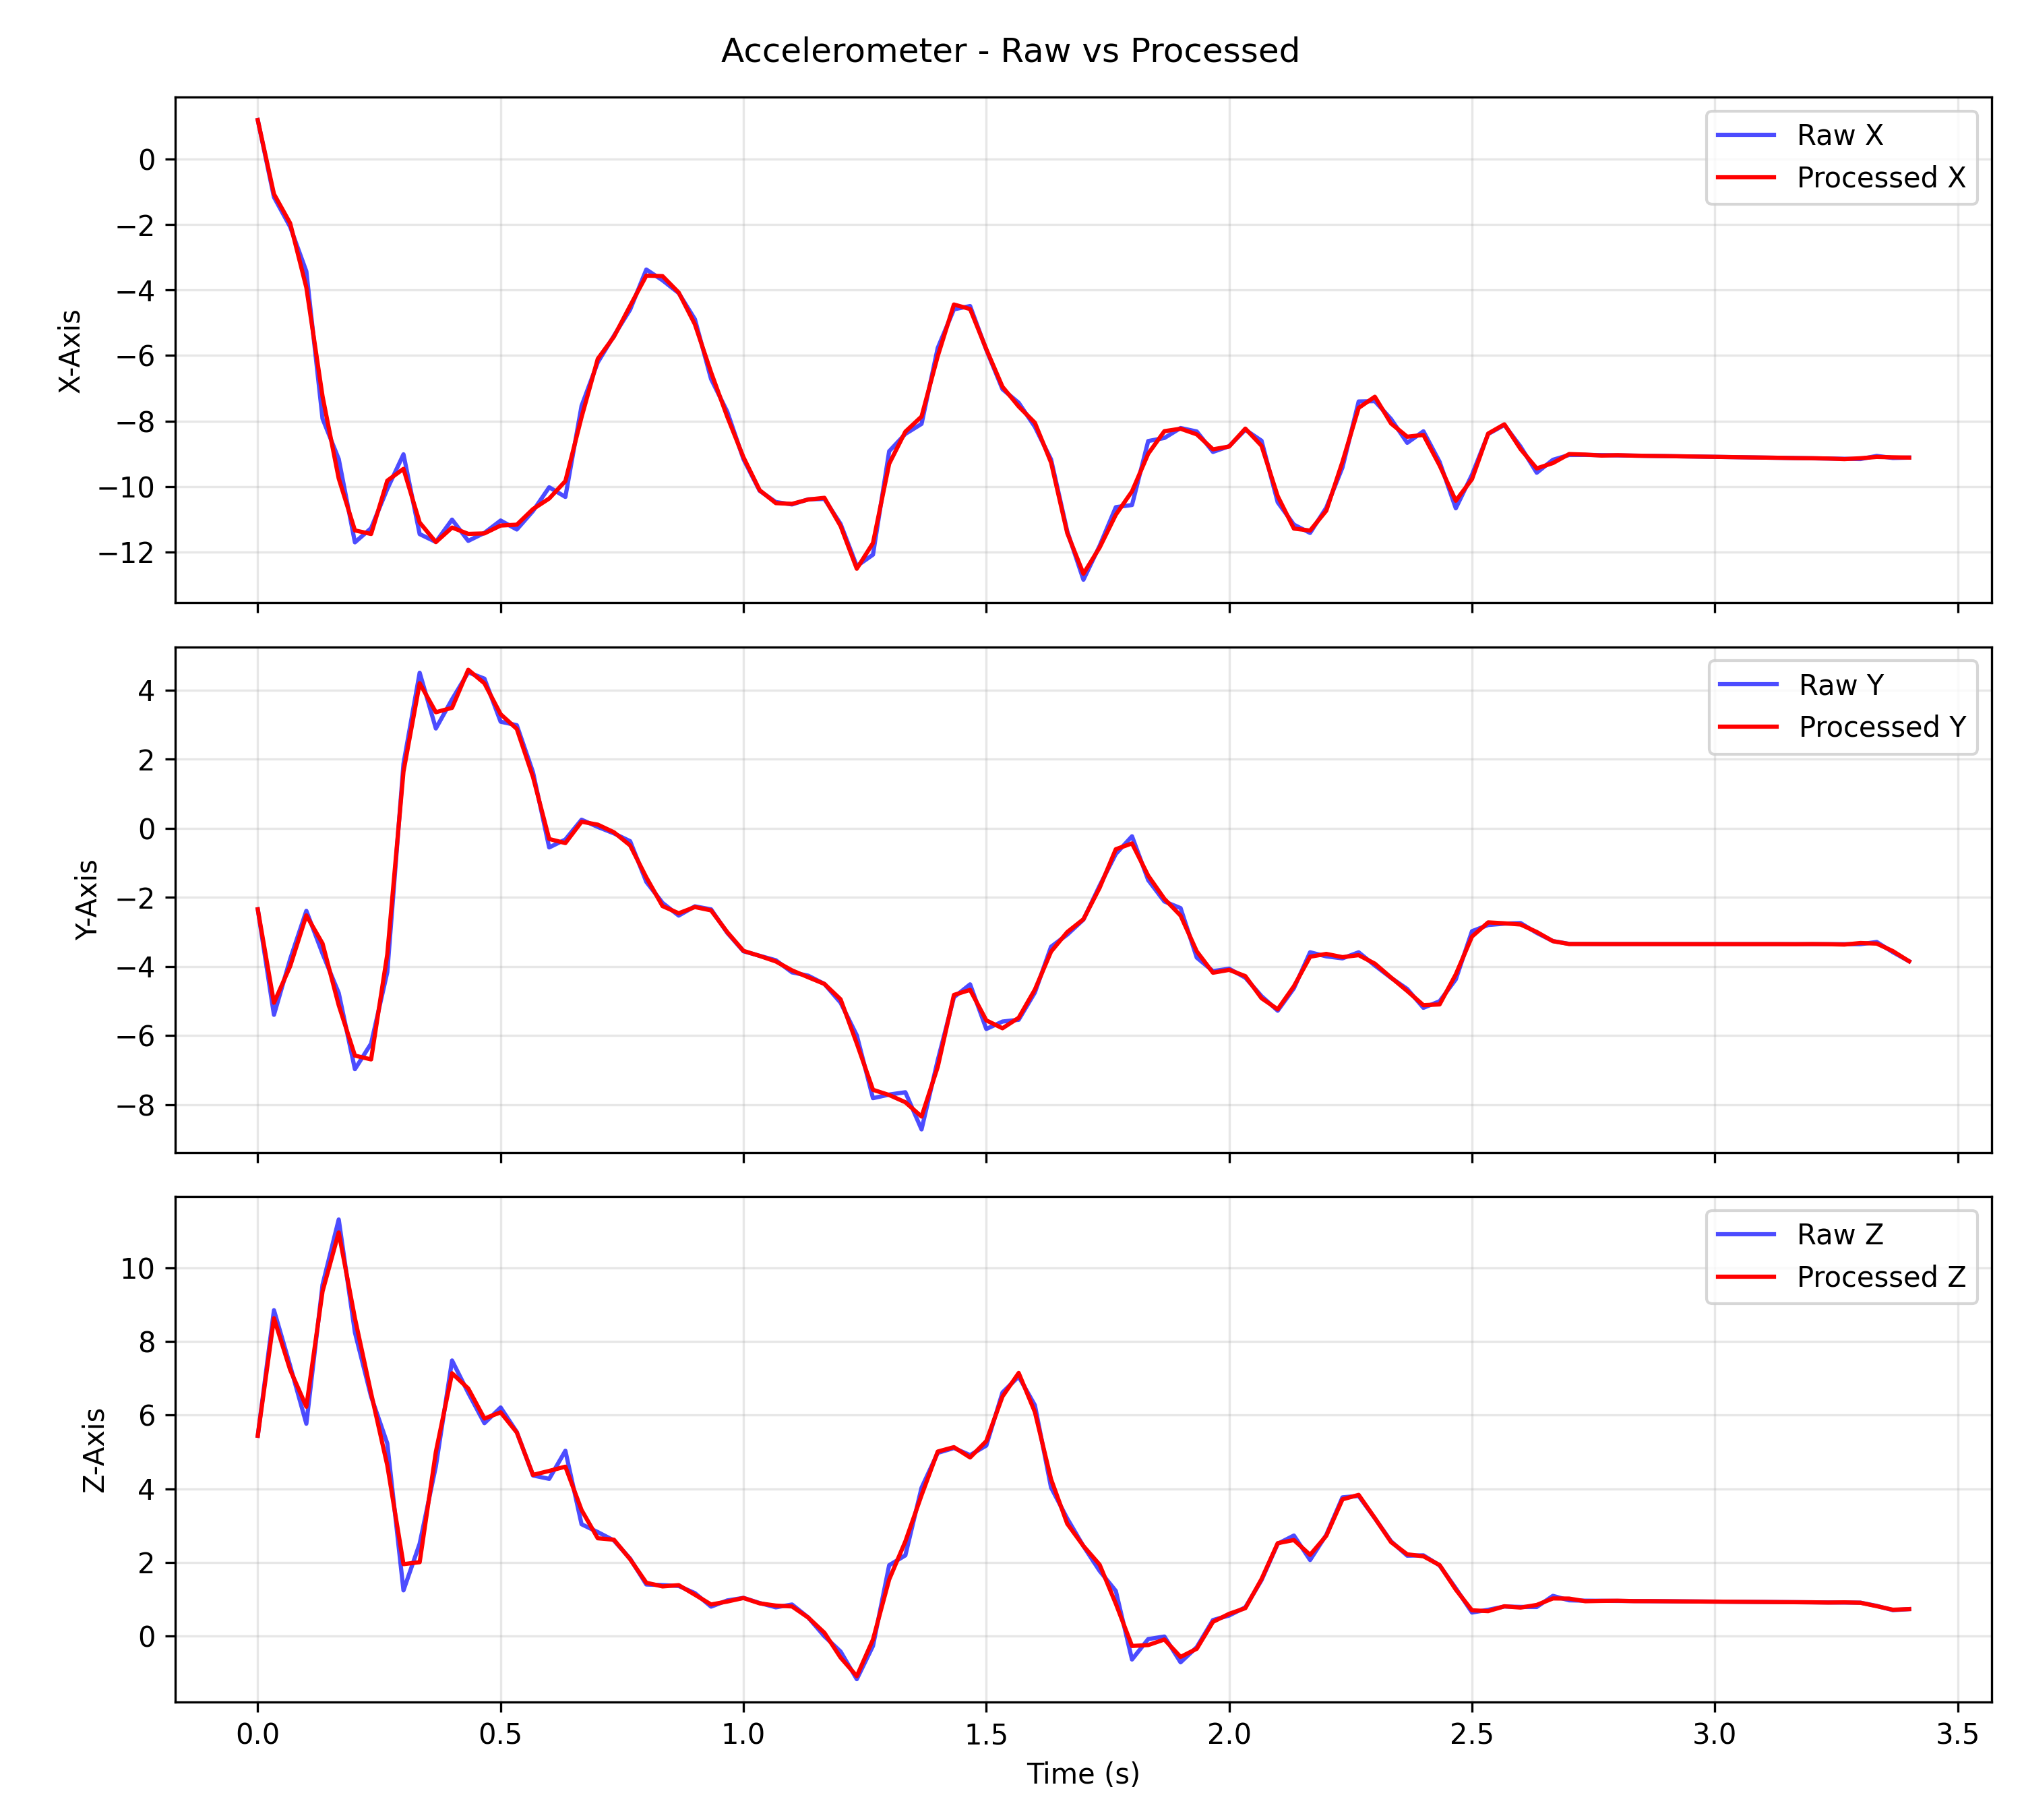 Accelerometer - Raw vs Processed
X-Axis
0
−2
−4
−6
−8
−10
−12
Raw X
Processed X
Y-Axis
4
2
0
−2
−4
−6
−8
Raw Y
Processed Y
Z-Axis
10
8
6
4
2
0
Raw Z
Processed Z
0.0 0.5 1.0 1.5 2.0 2.5 3.0 3.5
Time (s)